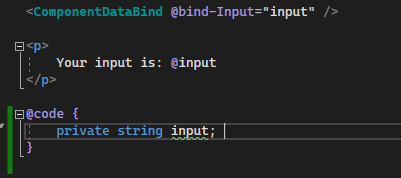 <ComponentDataBind @bind-Input="input" />
<p>
Your input is: @input
</p>
@code {
private string input;
}